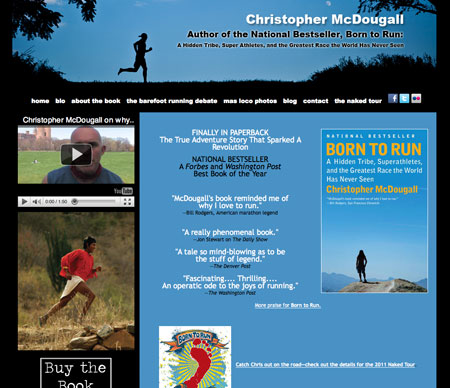 Christopher McDougall
Author of the National Bestseller, Born to Run:
A Hidden Tribe, Super Athletes, and the Greatest Race the World Has Never Seen
home bio about the book the barefoot running debate mas loco photos blog contact the naked tour
Christopher McDougall on why..
YouTube
0:00 / 1:50
Buy the
Book
FINALLY IN PAPERBACK
The True Adventure Story That Sparked A
Revolution
NATIONAL BESTSELLER
A Forbes and Washington Post
Best Book of the Year
"McDougall's book reminded me of
why I love to run."
--Bill Rodgers, American marathon legend
"A really phenomenal book."
--Jon Stewart on The Daily Show
"A tale so mind-blowing as to be
the stuff of legend."
--The Denver Post
"Fascinating.... Thrilling....
An operatic ode to the joys of running."
--The Washington Post
More praise for Born to Run.
NATIONAL BESTSELLER
BORN TO RUN
A Hidden Tribe, Superathletes,
and the Greatest Race the World
Has Never Seen
Christopher McDougall
BORN TO RUN
Catch Chris out on the road—check out the details for the 2011 Naked Tour